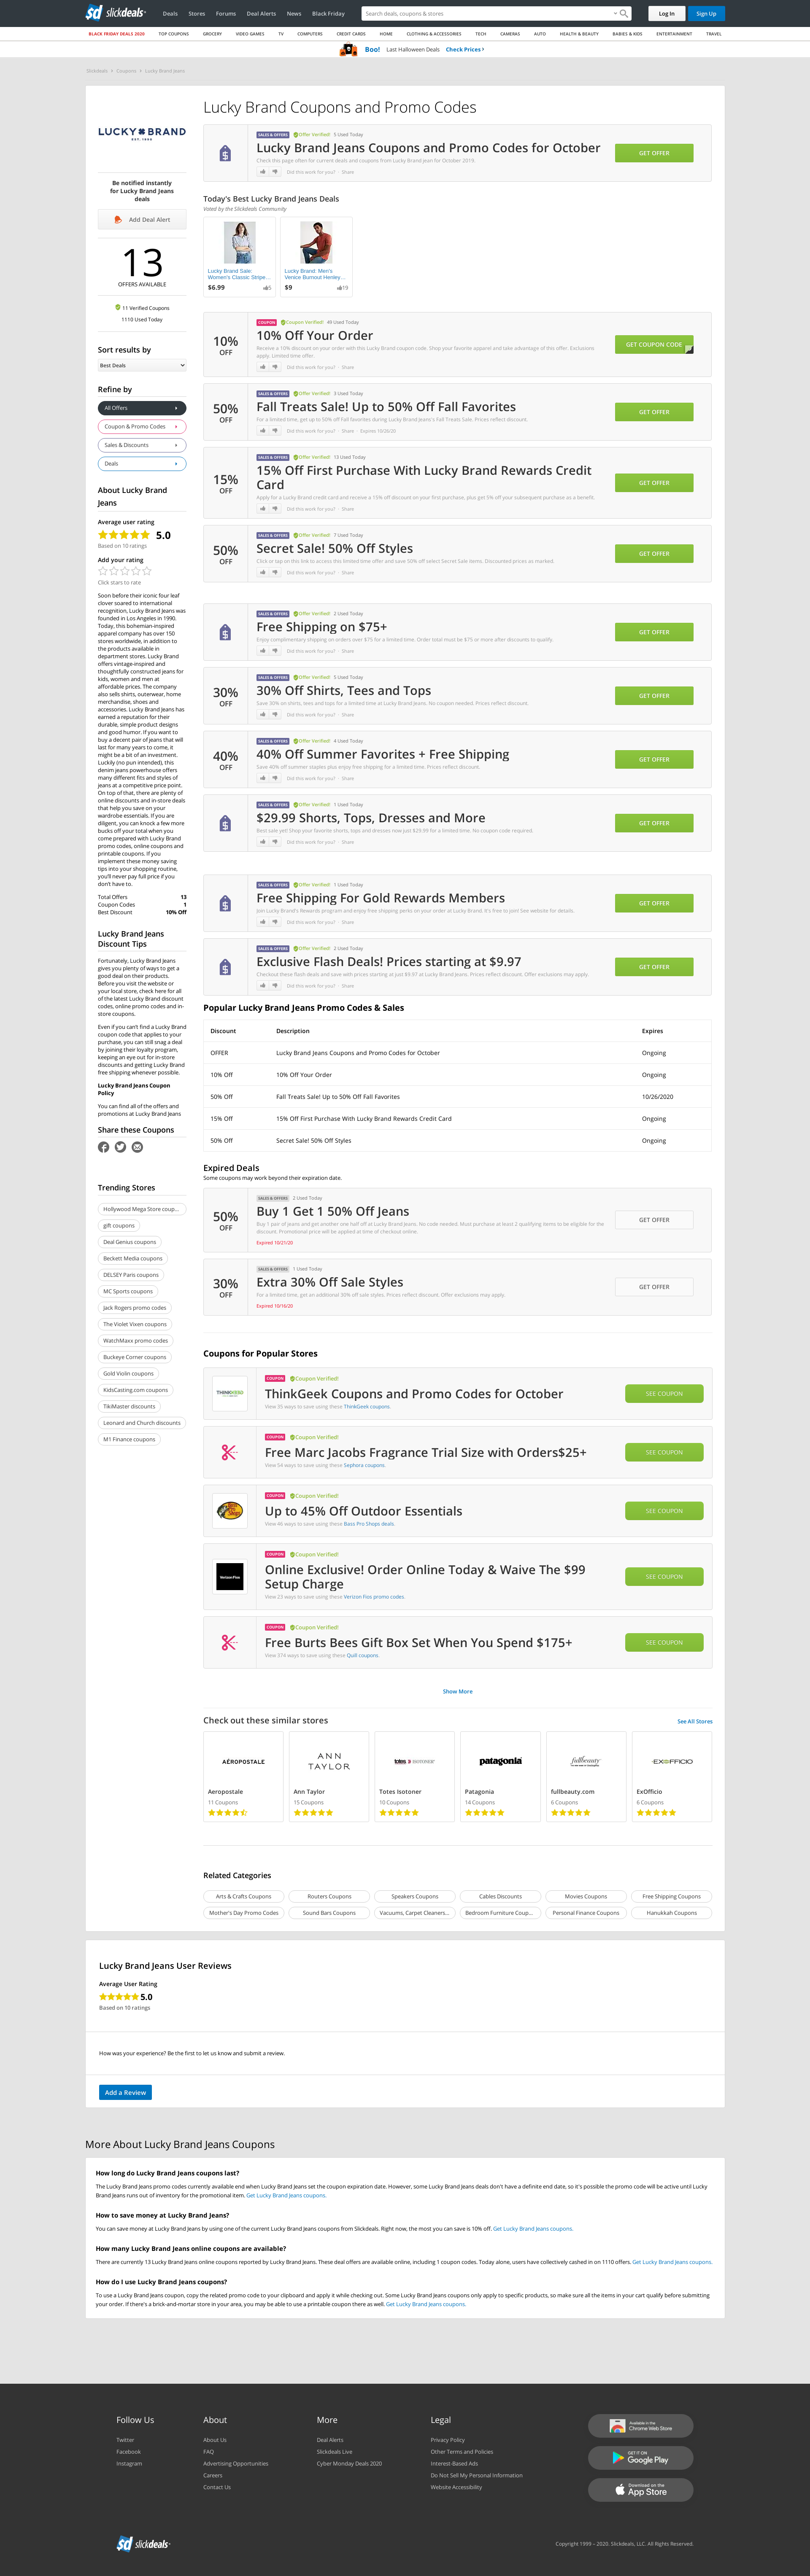 slickdeals
Deals Stores Forums Deal Alerts News Black Friday
Search deals, coupons & stores
Log In Sign Up
BLACK FRIDAY DEALS 2020 TOP COUPONS GROCERY VIDEO GAMES TV COMPUTERS CREDIT CARDS HOME CLOTHING & ACCESSORIES TECH CAMERAS AUTO HEALTH & BEAUTY BABIES & KIDS ENTERTAINMENT TRAVEL
Boo! Last Halloween Deals Check Prices
Slickdeals Coupons Lucky Brand Jeans
LUCKY BRAND
EST. 1990
Be notified instantly
for Lucky Brand Jeans
deals
Add Deal Alert
13
OFFERS AVAILABLE
11 Verified Coupons
1110 Used Today
Sort results by
Best Deals
Refine by
All Offers
Coupon & Promo Codes
Sales & Discounts
Deals
About Lucky Brand
Jeans
Average user rating
5.0
Based on 10 ratings
Add your rating
Click stars to rate
Soon before their iconic four leaf
clover soared to international
recognition, Lucky Brand Jeans was
founded in Los Angeles in 1990.
Today, this bohemian-inspired
apparel company has over 150
stores worldwide, in addition to
the products available in
department stores. Lucky Brand
offers vintage-inspired and
thoughtfully constructed jeans for
kids, women and men at
affordable prices. The company
also sells shirts, outerwear, home
merchandise, shoes and
accessories. Lucky Brand Jeans has
earned a reputation for their
durable, simple product designs
and good humor. If you want to
buy a decent pair of jeans that will
last for many years to come, it
might be a bit of an investment.
Luckily (no pun intended), this
denim jeans powerhouse offers
many different fits and styles of
jeans at a competitive price point.
On top of that, there are plenty of
online discounts and in-store deals
that help you save on your
wardrobe essentials. If you are
diligent, you can knock a few more
bucks off your total when you
come prepared with Lucky Brand
promo codes, online coupons and
printable coupons. If you
implement these money saving
tips into your shopping routine,
you'll never pay full price if you
don't have to.
Total Offers 13
Coupon Codes 1
Best Discount 10% Off
Lucky Brand Jeans
Discount Tips
Fortunately, Lucky Brand Jeans
gives you plenty of ways to get a
good deal on their products.
Before you visit the website or
your local store, check here for all
of the latest Lucky Brand discount
codes, online promo codes and in-
store coupons.
Even if you can't find a Lucky Brand
coupon code that applies to your
purchase, you can still snag a deal
by joining their loyalty program,
keeping an eye out for in-store
discounts and getting Lucky Brand
free shipping whenever possible.
Lucky Brand Jeans Coupon
Policy
You can find all of the offers and
promotions at Lucky Brand Jeans
Share these Coupons
Trending Stores
Hollywood Mega Store coup...
gift coupons
Deal Genius coupons
Beckett Media coupons
DELSEY Paris coupons
MC Sports coupons
Jack Rogers promo codes
The Violet Vixen coupons
WatchMaxx promo codes
Buckeye Corner coupons
Gold Violin coupons
KidsCasting.com coupons
TikiMaster discounts
Leonard and Church discounts
M1 Finance coupons
Lucky Brand Coupons and Promo Codes
SALES & OFFERS Offer Verified! 5 Used Today
Lucky Brand Jeans Coupons and Promo Codes for October
Check this page often for current deals and coupons from Lucky Brand Jean for October 2019.
Did this work for you? Share
GET OFFER
Today's Best Lucky Brand Jeans Deals
Voted by the Slickdeals Community
Lucky Brand Sale:
Women's Classic Stripe...
$6.99 5
Lucky Brand: Men's
Venice Burnout Henley...
$9 19
10% OFF
COUPON Coupon Verified! 49 Used Today
10% Off Your Order
Receive a 10% discount on your order with this Lucky Brand coupon code. Shop your favorite apparel and take advantage of this offer. Exclusions
apply. Limited time offer.
Did this work for you? Share
GET COUPON CODE
50% OFF
SALES & OFFERS Offer Verified! 3 Used Today
Fall Treats Sale! Up to 50% Off Fall Favorites
For a limited time, get up to 50% off Fall Favorites during Lucky Brand Jeans's Fall Treats Sale. Prices reflect discount.
Did this work for you? Share Expires 10/26/20
GET OFFER
15% OFF
SALES & OFFERS Offer Verified! 13 Used Today
15% Off First Purchase With Lucky Brand Rewards Credit
Card
Apply for a Lucky Brand credit card and receive a 15% off discount on your first purchase, plus get 5% off your subsequent purchase as a benefit.
Did this work for you? Share
GET OFFER
50% OFF
SALES & OFFERS Offer Verified! 7 Used Today
Secret Sale! 50% Off Styles
Click or tap on this link to access this limited time offer and save 50% off select Secret Sale items. Discounted prices as marked.
Did this work for you? Share
GET OFFER
SALES & OFFERS Offer Verified! 2 Used Today
Free Shipping on $75+
Enjoy complimentary shipping on orders over $75 for a limited time. Order total must be $75 or more after discounts to qualify.
Did this work for you? Share
GET OFFER
30% OFF
SALES & OFFERS Offer Verified! 5 Used Today
30% Off Shirts, Tees and Tops
Save 30% on shirts, tees and tops for a limited time at Lucky Brand Jeans. No coupon needed. Prices reflect discount.
Did this work for you? Share
GET OFFER
40% OFF
SALES & OFFERS Offer Verified! 4 Used Today
40% Off Summer Favorites + Free Shipping
Save 40% off summer staples plus enjoy free shipping for a limited time. Prices reflect discount.
Did this work for you? Share
GET OFFER
SALES & OFFERS Offer Verified! 1 Used Today
$29.99 Shorts, Tops, Dresses and More
Best sale yet! Shop your favorite shorts, tops and dresses now just $29.99 for a limited time. No coupon code required.
Did this work for you? Share
GET OFFER
SALES & OFFERS Offer Verified! 1 Used Today
Free Shipping For Gold Rewards Members
Join Lucky Brand's Rewards program and enjoy free shipping perks on your order at Lucky Brand. It's free to join! See website for details.
Did this work for you? Share
GET OFFER
SALES & OFFERS Offer Verified! 2 Used Today
Exclusive Flash Deals! Prices starting at $9.97
Checkout these flash deals and save with prices starting at just $9.97 at Lucky Brand Jeans. Prices reflect discount. Offer exclusions may apply.
Did this work for you? Share
GET OFFER
Popular Lucky Brand Jeans Promo Codes & Sales
Discount Description Expires
OFFER Lucky Brand Jeans Coupons and Promo Codes for October Ongoing
10% Off 10% Off Your Order Ongoing
50% Off Fall Treats Sale! Up to 50% Off Fall Favorites 10/26/2020
15% Off 15% Off First Purchase With Lucky Brand Rewards Credit Card Ongoing
50% Off Secret Sale! 50% Off Styles Ongoing
Expired Deals
Some coupons may work beyond their expiration date.
50% OFF
SALES & OFFERS 2 Used Today
Buy 1 Get 1 50% Off Jeans
Buy 1 pair of jeans and get another one half off at Lucky Brand Jeans. No code needed. Must purchase at least 2 qualifying items to be eligible for the
discount. Promotional price will be applied at time of checkout online.
Expired 10/21/20
GET OFFER
30% OFF
SALES & OFFERS 1 Used Today
Extra 30% Off Sale Styles
For a limited time, get an additional 30% off sale styles. Prices reflect discount. Offer exclusions may apply.
Expired 10/16/20
GET OFFER
Coupons for Popular Stores
THINKGEEK
COUPON Coupon Verified!
ThinkGeek Coupons and Promo Codes for October
View 35 ways to save using these ThinkGeek coupons.
SEE COUPON
COUPON Coupon Verified!
Free Marc Jacobs Fragrance Trial Size with Orders$25+
View 54 ways to save using these Sephora coupons.
SEE COUPON
Bass Pro Shops
COUPON Coupon Verified!
Up to 45% Off Outdoor Essentials
View 46 ways to save using these Bass Pro Shops deals.
SEE COUPON
Verizon Fios
COUPON Coupon Verified!
Online Exclusive! Order Online Today & Waive The $99
Setup Charge
View 23 ways to save using these Verizon Fios promo codes.
SEE COUPON
COUPON Coupon Verified!
Free Burts Bees Gift Box Set When You Spend $175+
View 374 ways to save using these Quill coupons.
SEE COUPON
Show More
Check out these similar stores
See All Stores
AÉROPOSTALE
Aeropostale
11 Coupons
ANN
TAYLOR
Ann Taylor
15 Coupons
totes ISOTONER
Totes Isotoner
10 Coupons
patagonia
Patagonia
14 Coupons
fullbeauty
fullbeauty.com
6 Coupons
EXOFFICIO
ExOfficio
6 Coupons
Related Categories
Arts & Crafts Coupons Routers Coupons Speakers Coupons Cables Discounts Movies Coupons Free Shipping Coupons
Mother's Day Promo Codes Sound Bars Coupons Vacuums, Carpet Cleaners... Bedroom Furniture Coup... Personal Finance Coupons Hanukkah Coupons
Lucky Brand Jeans User Reviews
Average User Rating
5.0
Based on 10 ratings
How was your experience? Be the first to let us know and submit a review.
Add a Review
More About Lucky Brand Jeans Coupons
How long do Lucky Brand Jeans coupons last?
The Lucky Brand Jeans promo codes currently available end when Lucky Brand Jeans set the coupon expiration date. However, some Lucky Brand Jeans deals don't have a definite end date, so it's possible the promo code will be active until Lucky
Brand Jeans runs out of inventory for the promotional item. Get Lucky Brand Jeans coupons.
How to save money at Lucky Brand Jeans?
You can save money at Lucky Brand Jeans by using one of the current Lucky Brand Jeans coupons from Slickdeals. Right now, the most you can save is 10% off. Get Lucky Brand Jeans coupons.
How many Lucky Brand Jeans online coupons are available?
There are currently 13 Lucky Brand Jeans online coupons reported by Lucky Brand Jeans. These deal offers are available online, including 1 coupon codes. Today alone, users have collectively cashed in on 1110 offers. Get Lucky Brand Jeans coupons.
How do I use Lucky Brand Jeans coupons?
To use a Lucky Brand Jeans coupon, copy the related promo code to your clipboard and apply it while checking out. Some Lucky Brand Jeans coupons only apply to specific products, so make sure all the items in your cart qualify before submitting
your order. If there's a brick-and-mortar store in your area, you may be able to use a printable coupon there as well. Get Lucky Brand Jeans coupons.
Follow Us
Twitter
Facebook
Instagram
About
About Us
FAQ
Advertising Opportunities
Careers
Contact Us
More
Deal Alerts
Slickdeals Live
Cyber Monday Deals 2020
Legal
Privacy Policy
Other Terms and Policies
Interest-Based Ads
Do Not Sell My Personal Information
Website Accessibility
Available in the
Chrome Web Store
GET IT ON
Google Play
Download on the
App Store
slickdeals
Copyright 1999 – 2020. Slickdeals, LLC. All Rights Reserved.